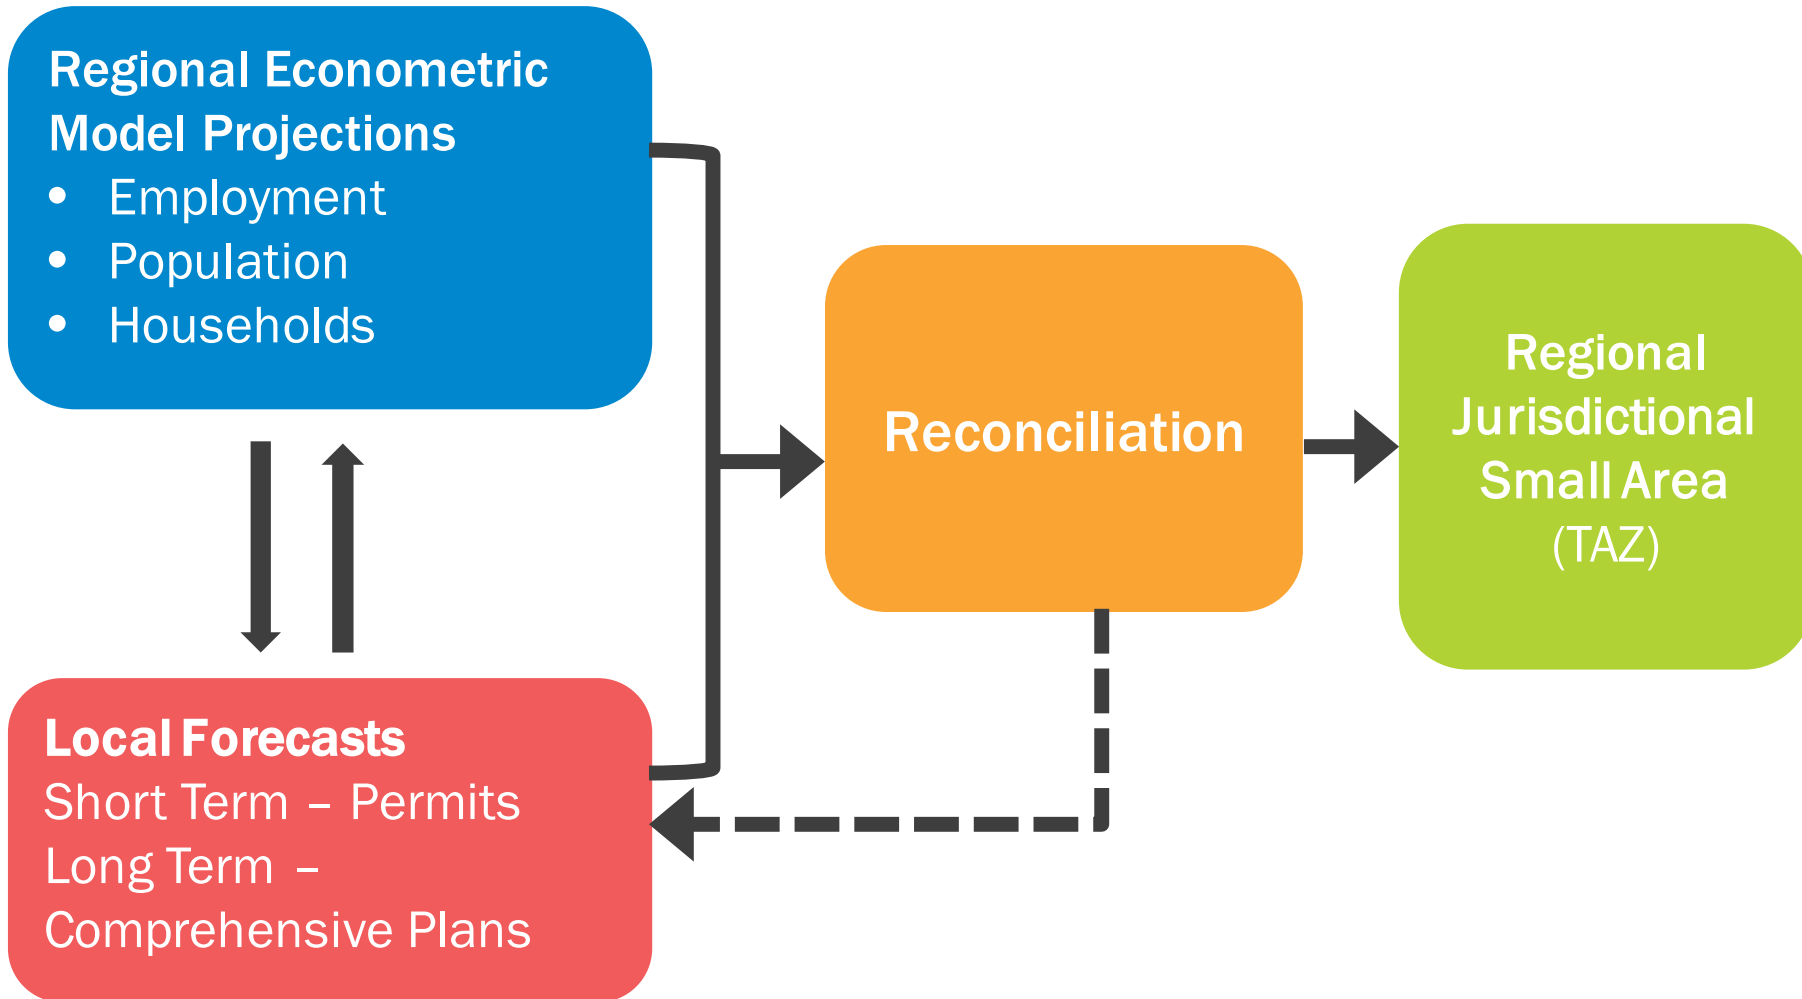 Regional Econometric
Model Projections
• Employment
• Population
• Households
Local Forecasts
Short Term – Permits
Long Term –
Comprehensive Plans
Reconciliation
Regional
Jurisdictional
Small Area
(TAZ)